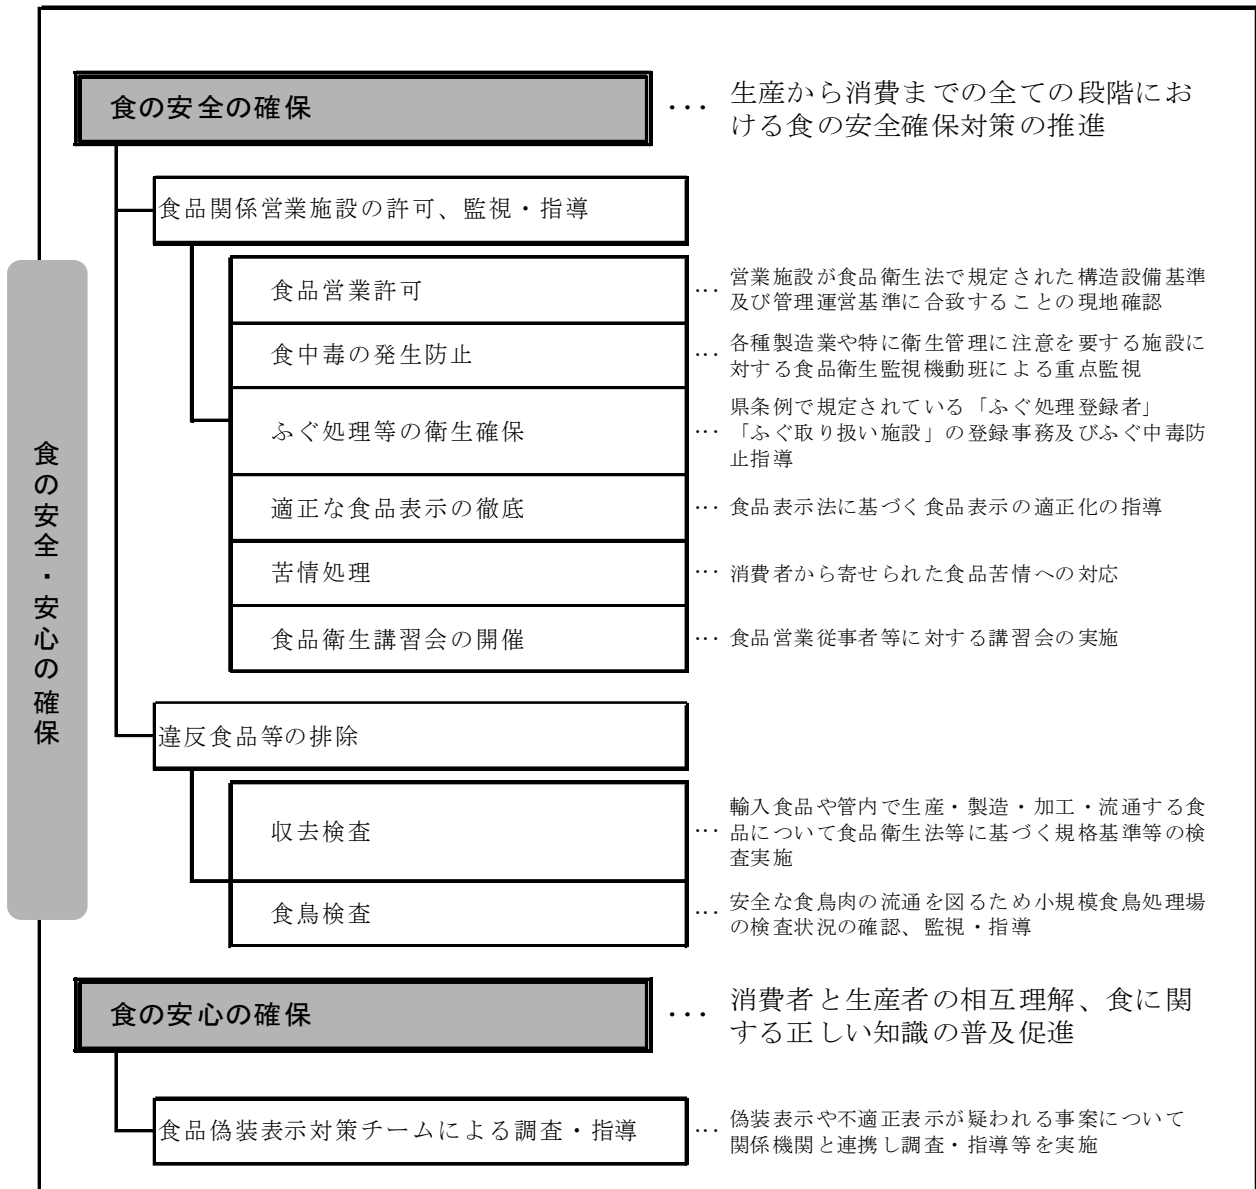 食の安全・安心の確保
食の安全の確保
… 生産から消費までの全ての段階にお
ける食の安全確保対策の推進
食品関係営業施設の許可、監視・指導
食品営業許可
… 営業施設が食品衛生法で規定された構造設備基準
及び管理運営基準に合致することの現地確認
食中毒の発生防止
… 各種製造業や特に衛生管理に注意を要する施設に
対する食品衛生監視機動班による重点監視
ふぐ処理等の衛生確保
県条例で規定されている「ふぐ処理登録者」
… 「ふぐ取り扱い施設」の登録事務及びふぐ中毒防
止指導
適正な食品表示の徹底
… 食品表示法に基づく食品表示の適正化の指導
苦情処理
… 消費者から寄せられた食品苦情への対応
食品衛生講習会の開催
… 食品営業従事者等に対する講習会の実施
違反食品等の排除
収去検査
輸入食品や管内で生産・製造・加工・流通する食
… 品について食品衛生法等に基づく規格基準等の検
査実施
食鳥検査
… 安全な食鳥肉の流通を図るため小規模食鳥処理場
の検査状況の確認、監視・指導
食の安心の確保
… 消費者と生産者の相互理解、食に関
する正しい知識の普及促進
食品偽装表示対策チームによる調査・指導
… 偽装表示や不適正表示が疑われる事案について
関係機関と連携し調査・指導等を実施